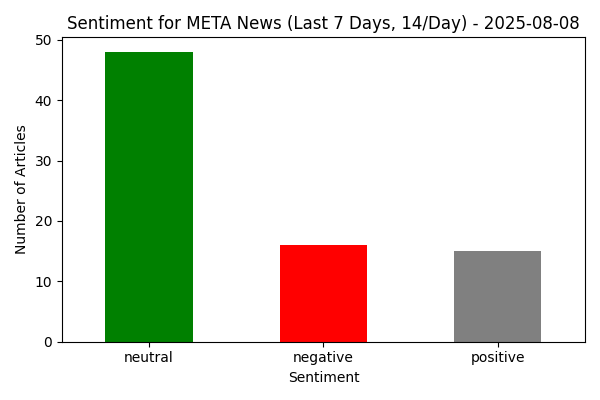 Sentiment for META News (Last 7 Days, 14/Day) - 2025-08-08
Number of Articles
50
40
30
20
10
0
neutral negative positive
Sentiment